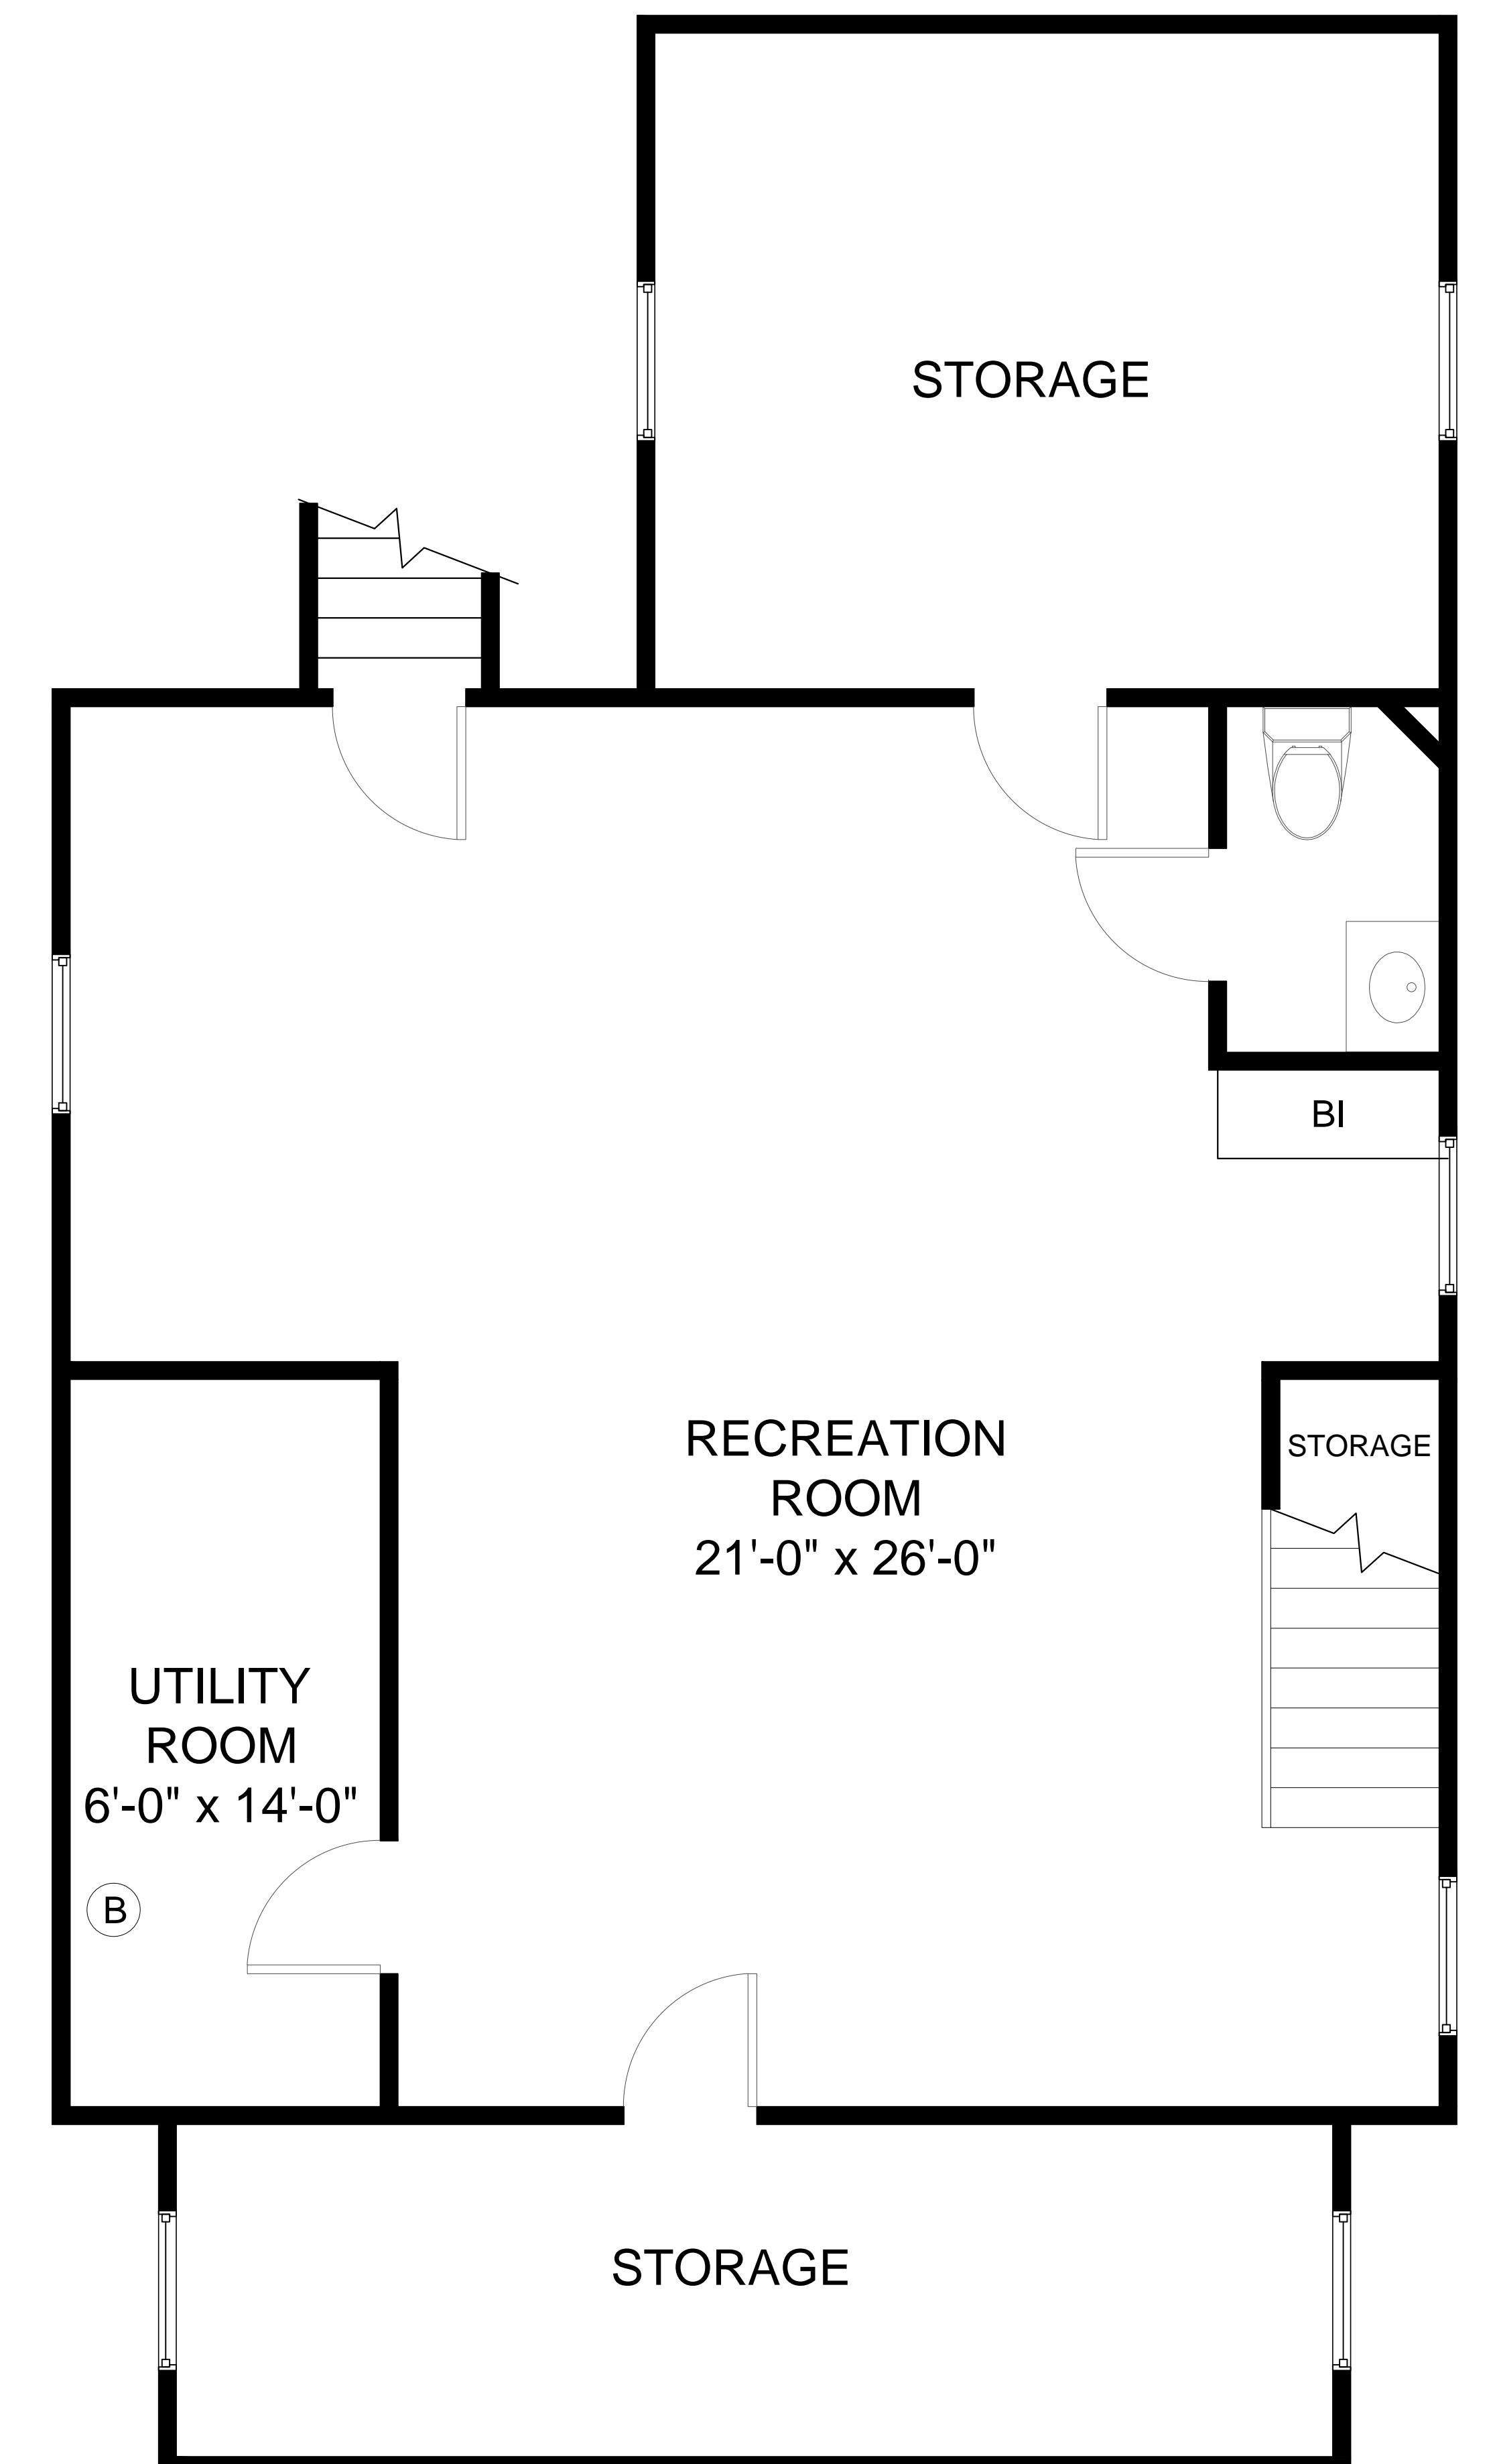 STORAGE
BI
RECREATION
ROOM
21'-0" x 26'-0"
STORAGE
UTILITY
ROOM
6'-0" x 14'-0"
B
STORAGE